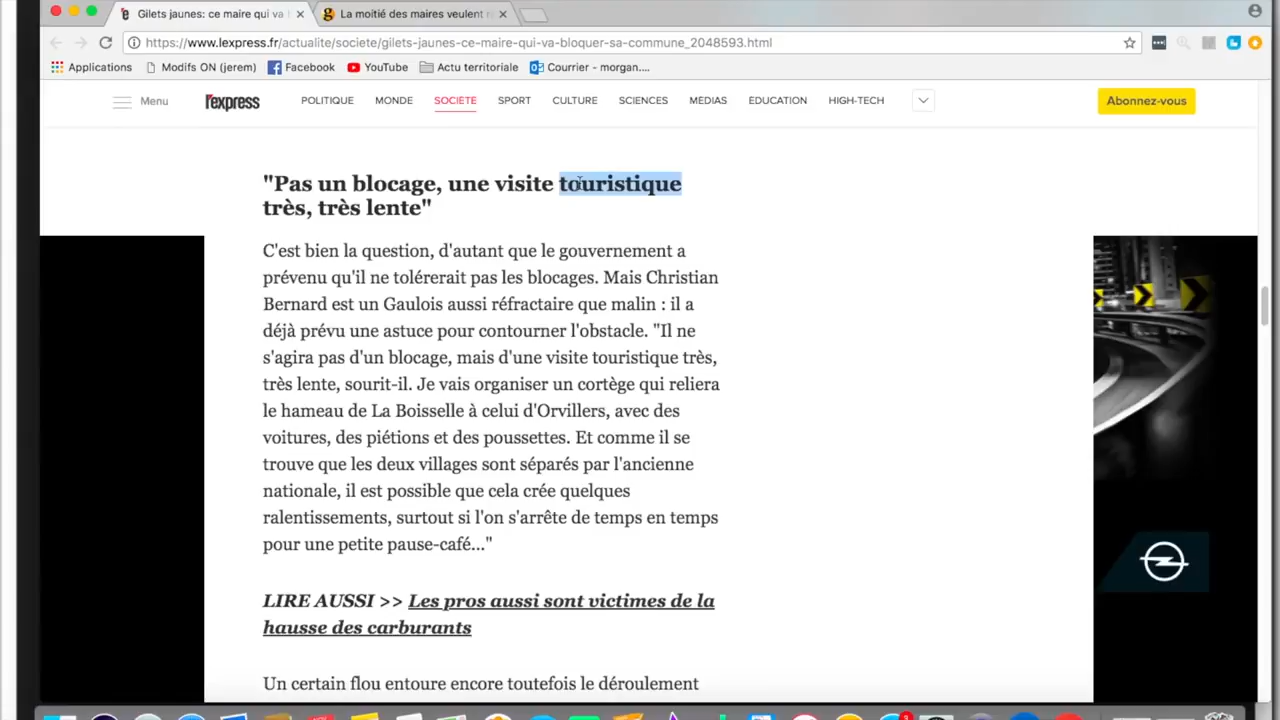 Gilets jaunes: ce maire qui va
La moitié des maires veulent
https://www.lexpress.fr/actualite/societe/gilets-jaunes-ce-maire-qui-va-bloquer-sa-commune_2048593.html
Applications Modifs ON (jerem) Facebook YouTube Actu territoriale Courrier - morgan....
Menu l'express POLITIQUE MONDE SOCIÉTÉ SPORT CULTURE SCIENCES MÉDIAS ÉDUCATION HIGH-TECH Abonnez-vous
"Pas un blocage, une visite touristique
très, très lente"
C'est bien la question, d'autant que le gouvernement a
prévenu qu'il ne tolérerait pas les blocages. Mais Christian
Bernard est un Gaulois aussi réfractaire que malin : il a
déjà prévu une astuce pour contourner l'obstacle. "Il ne
s'agira pas d'un blocage, mais d'une visite touristique très,
très lente, sourit-il. Je vais organiser un cortège qui reliera
le hameau de La Boisselle à celui d'Orvillers, avec des
voitures, des piétions et des poussettes. Et comme il se
trouve que les deux villages sont séparés par l'ancienne
nationale, il est possible que cela crée quelques
ralentissements, surtout si l'on s'arrête de temps en temps
pour une petite pause-café..."
LIRE AUSSI >> Les pros aussi sont victimes de la
hausse des carburants
Un certain flou entoure encore toutefois le déroulement